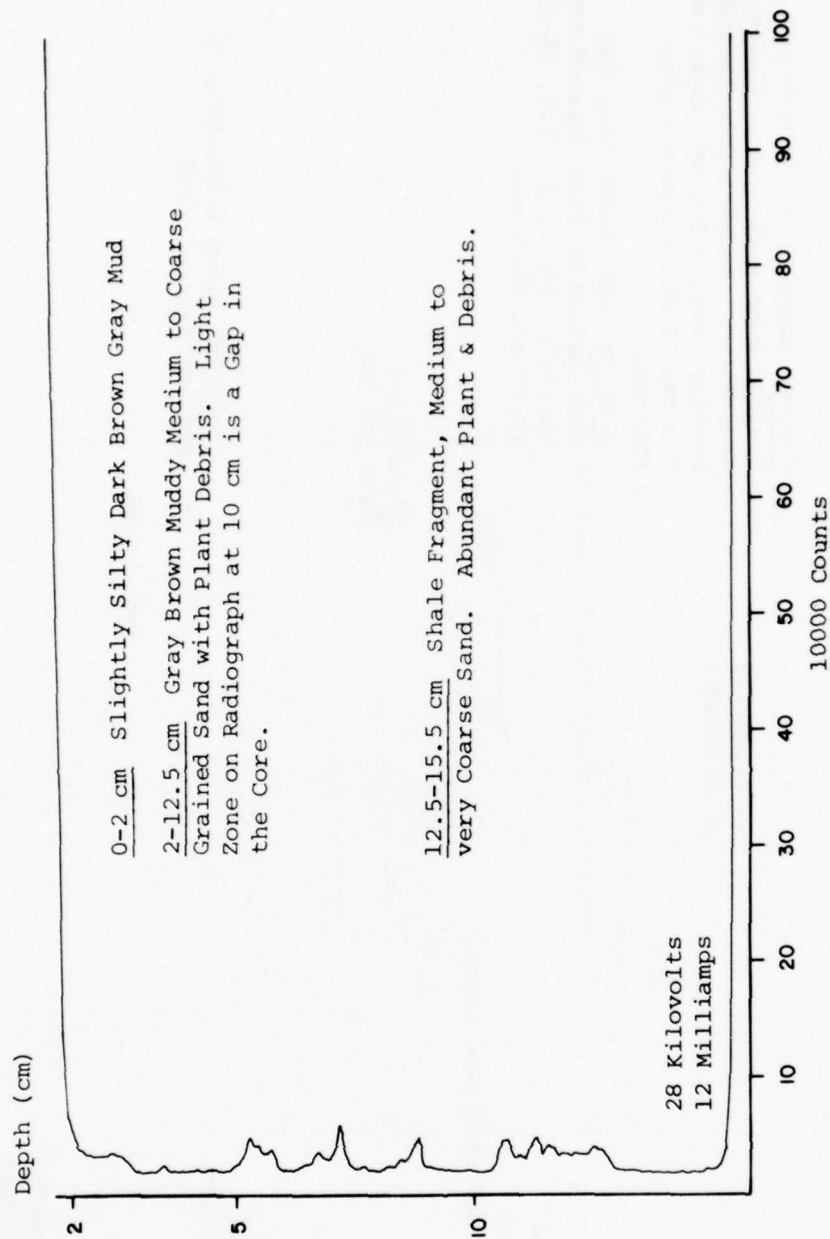 Depth (cm)
2
5
10
0-2 cm Slightly Silty Dark Brown Gray Mud
2-12.5 cm Gray Brown Muddy Medium to Coarse
Grained Sand with Plant Debris. Light
Zone on Radiograph at 10 cm is a Gap in
the Core.
12.5-15.5 cm Shale Fragment, Medium to
very Coarse Sand. Abundant Plant & Debris.
28 Kilovolts
12 Milliamps
10 20 30 40 50 60 70 80 90 100
10000 Counts